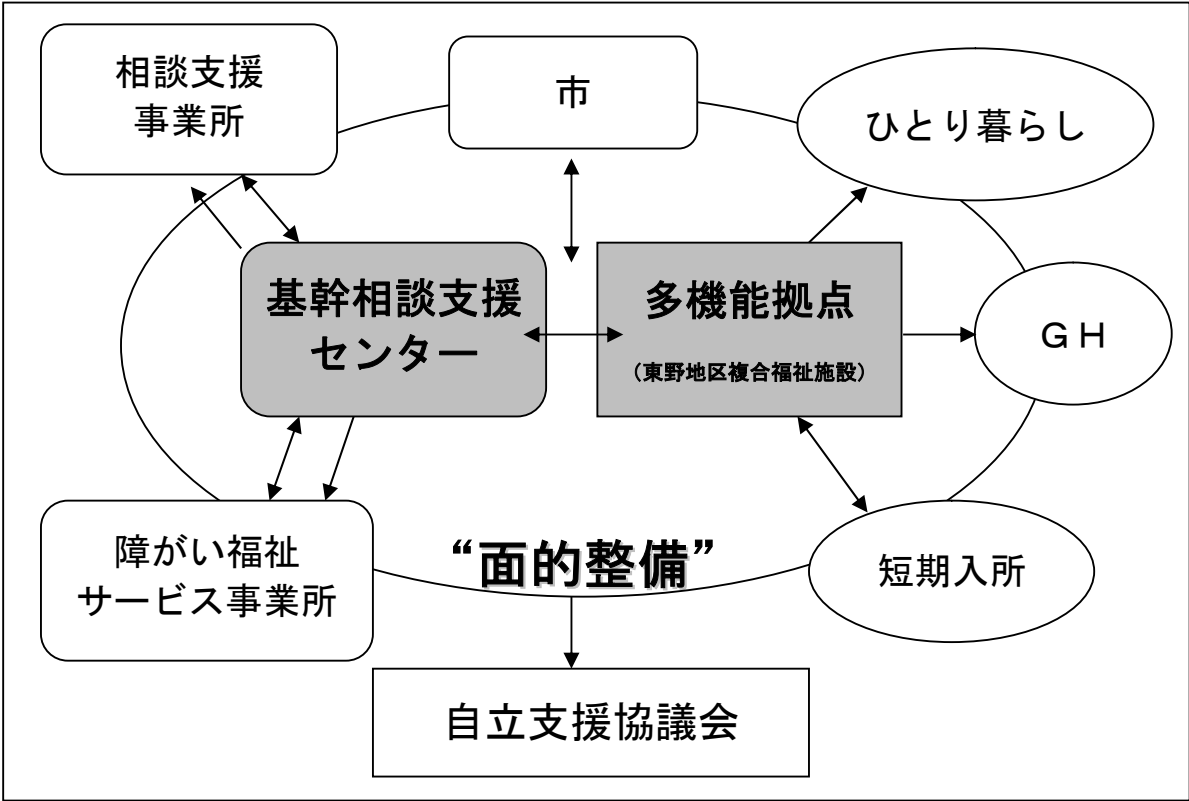 相談支援
事業所
市
ひとり暮らし
基幹相談支援
センター
多機能拠点
（東野地区複合福祉施設）
ＧＨ
障がい福祉
サービス事業所
“面的整備”
短期入所
自立支援協議会